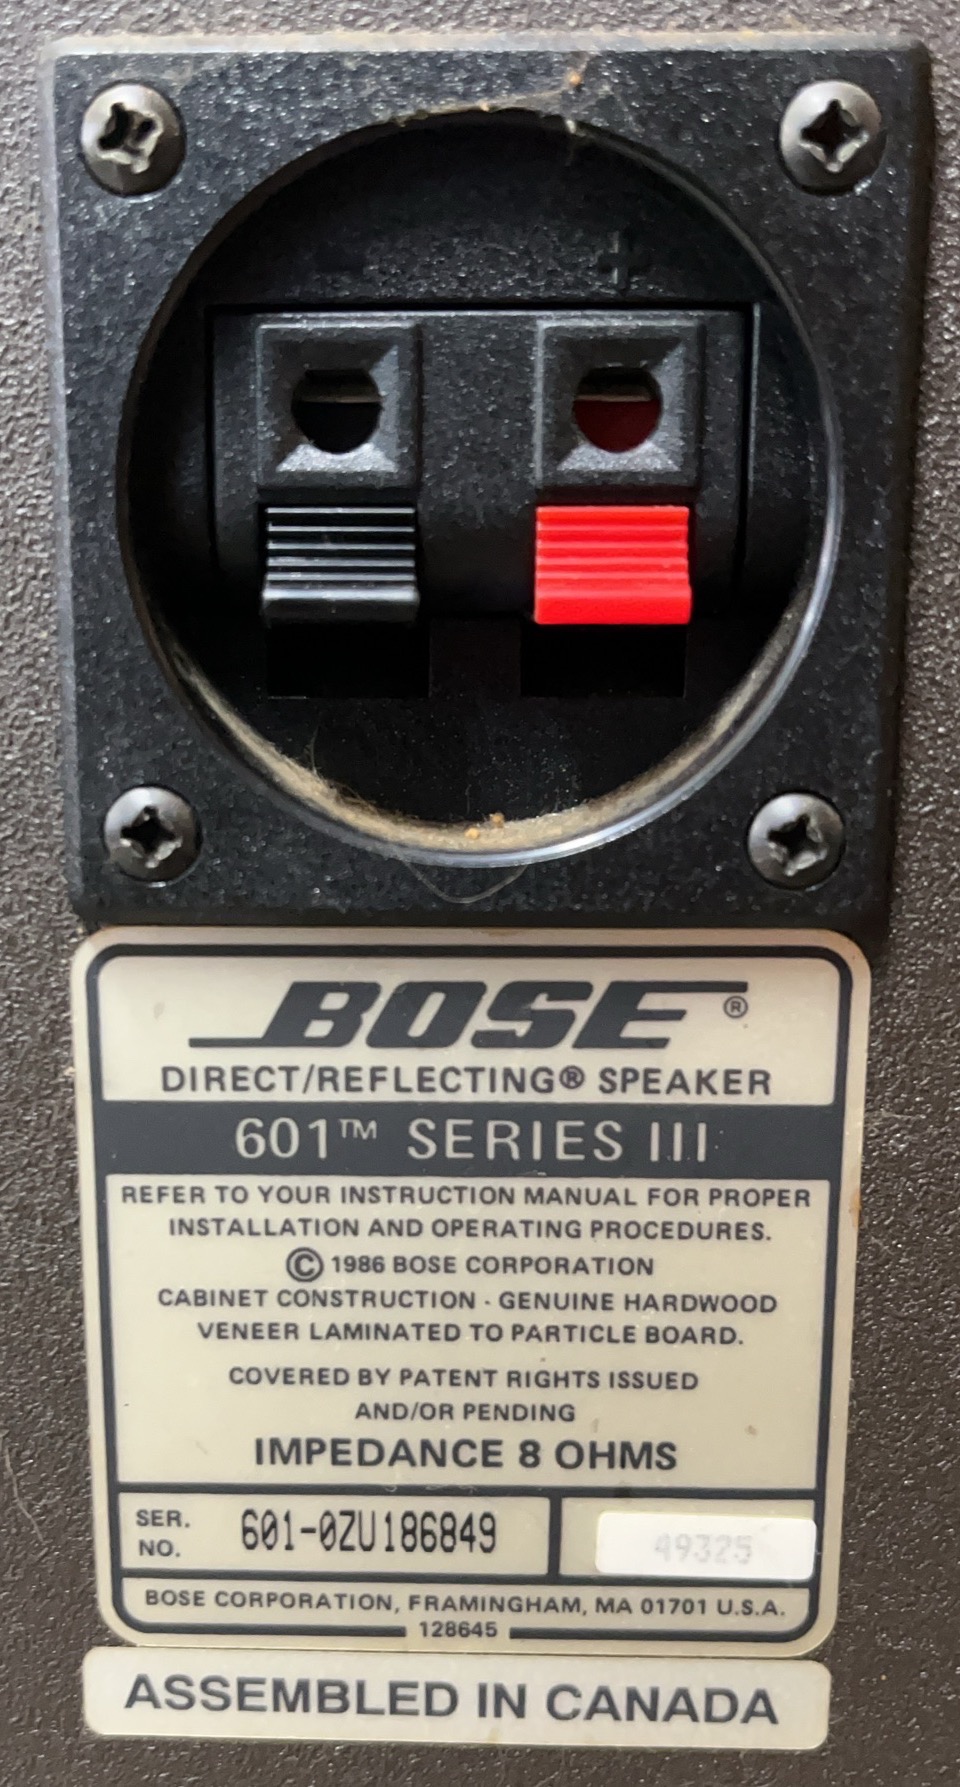 +
BOSE®
DIRECT/REFLECTING® SPEAKER
601™ SERIES III
REFER TO YOUR INSTRUCTION MANUAL FOR PROPER
INSTALLATION AND OPERATING PROCEDURES.
© 1986 BOSE CORPORATION
CABINET CONSTRUCTION - GENUINE HARDWOOD
VENEER LAMINATED TO PARTICLE BOARD.
COVERED BY PATENT RIGHTS ISSUED
AND/OR PENDING
IMPEDANCE 8 OHMS
SER. NO. 601-0ZU186849 49325
BOSE CORPORATION, FRAMINGHAM, MA 01701 U.S.A.
128645
ASSEMBLED IN CANADA